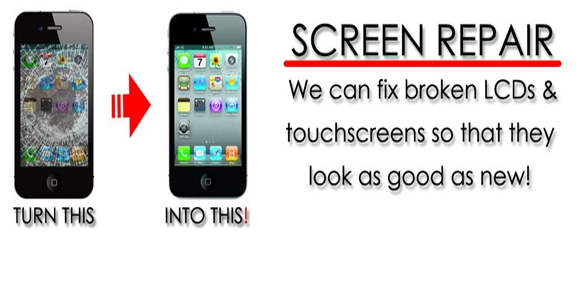 SCREEN REPAIR
We can fix broken LCDs &
touchscreens so that they
look as good as new!
TURN THIS
INTO THIS!